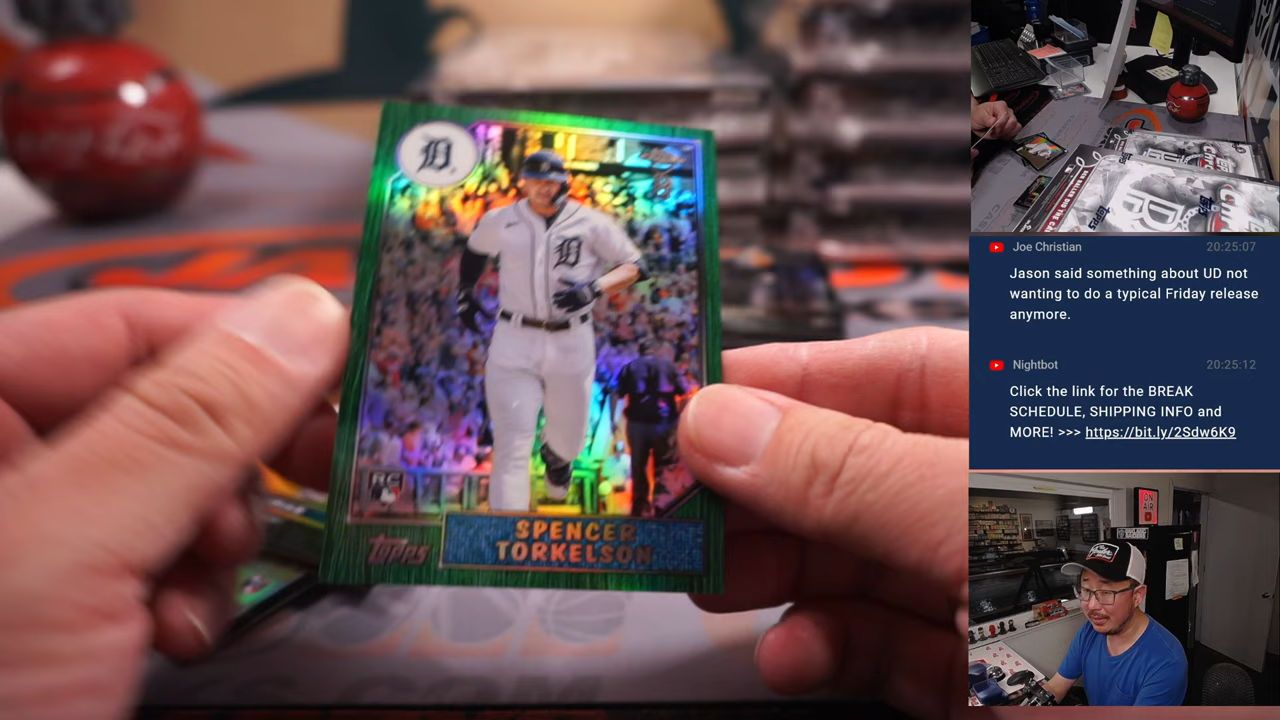 D
D
RC
Topps
SPENCER
TORKELSON
Joe Christian 20:25:07
Jason said something about UD not
wanting to do a typical Friday release
anymore.
Nightbot 20:25:12
Click the link for the BREAK
SCHEDULE, SHIPPING INFO and
MORE! >>> https://bit.ly/2Sdw6K9
ON
AIR